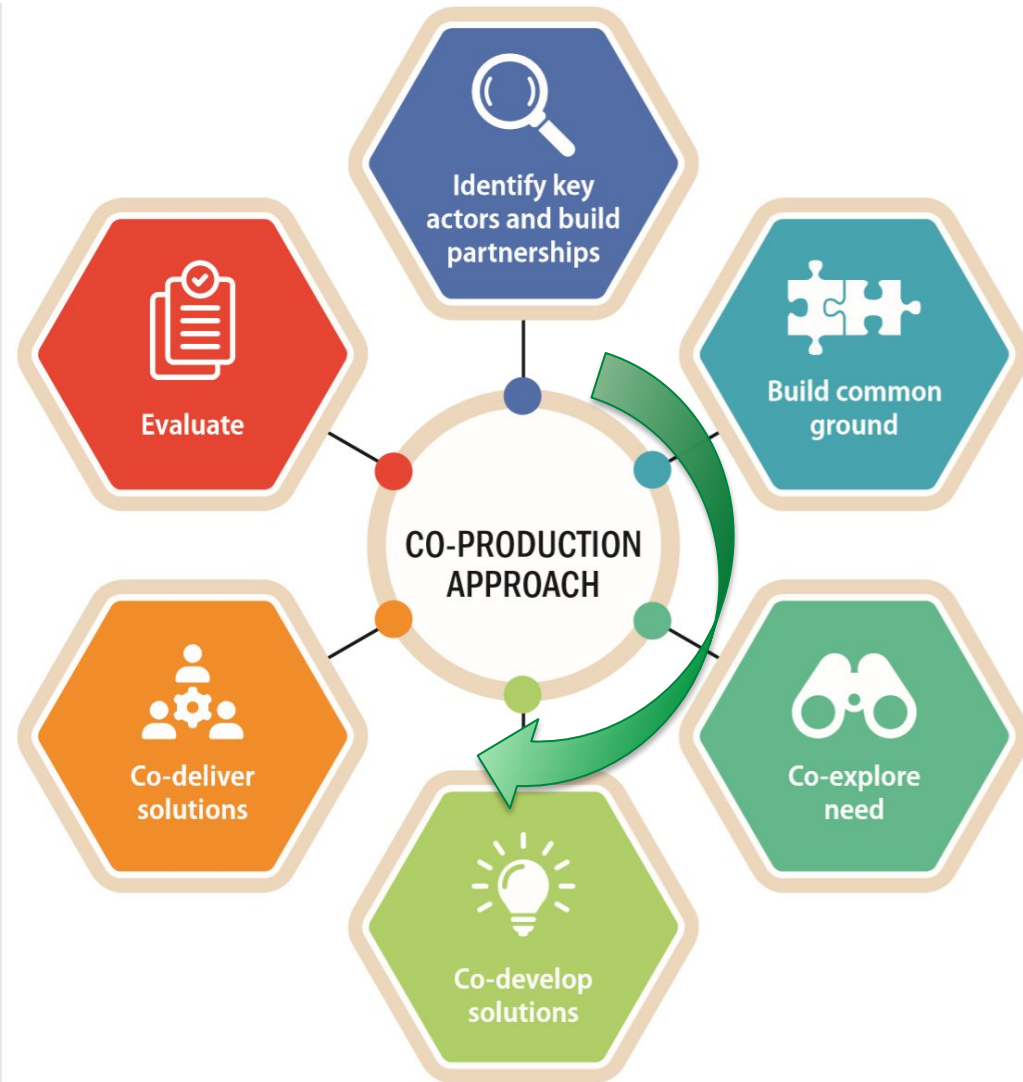 Identify key
actors and build
partnerships
Build common
ground
Co-explore
need
Co-develop
solutions
Co-deliver
solutions
Evaluate
CO-PRODUCTION
APPROACH